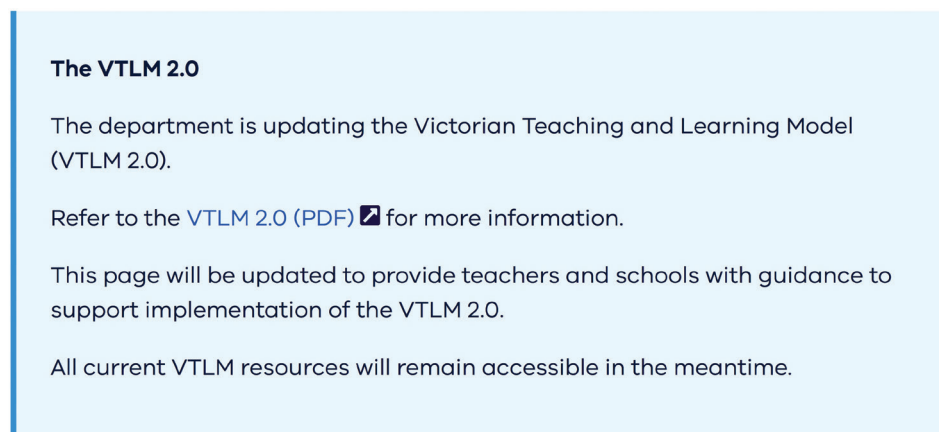 The VTLM 2.0
The department is updating the Victorian Teaching and Learning Model
(VTLM 2.0).
Refer to the VTLM 2.0 (PDF) for more information.
This page will be updated to provide teachers and schools with guidance to
support implementation of the VTLM 2.0.
All current VTLM resources will remain accessible in the meantime.